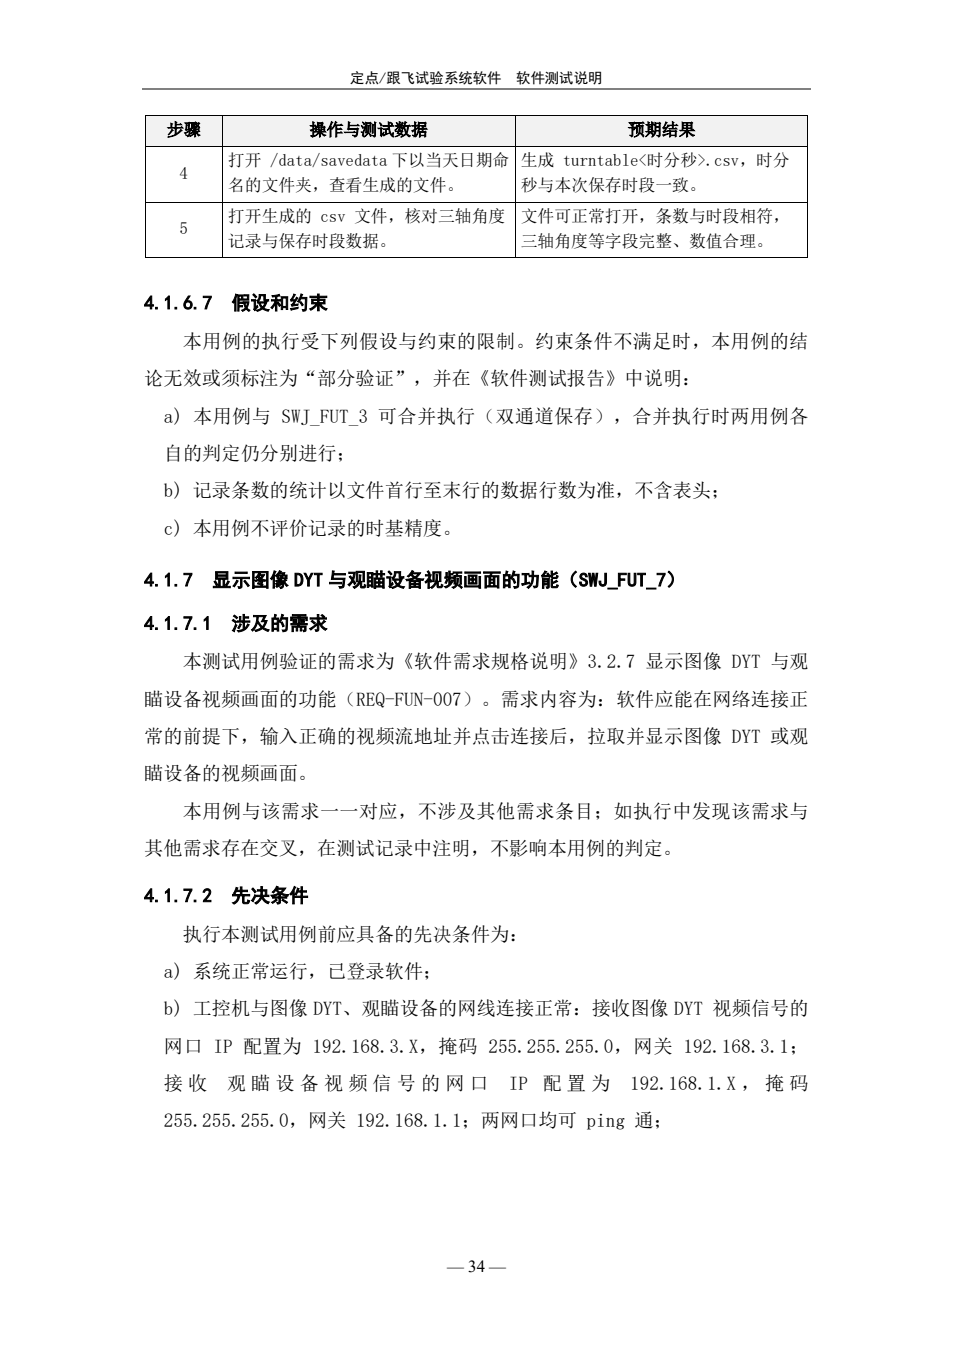 定点/跟飞试验系统软件 软件测试说明
步骤 操作与测试数据 预期结果
4 打开 /data/savedata 下以当天日期命名的文件夹，查看生成的文件。 生成 turntable<时分秒>.csv，时分秒与本次保存时段一致。
5 打开生成的 csv 文件，核对三轴角度记录与保存时段数据。 文件可正常打开，条数与时段相符，三轴角度等字段完整、数值合理。
4.1.6.7 假设和约束
本用例的执行受下列假设与约束的限制。约束条件不满足时，本用例的结
论无效或须标注为“部分验证”，并在《软件测试报告》中说明：
a) 本用例与 SWJ_FUT_3 可合并执行（双通道保存），合并执行时两用例各
自的判定仍分别进行；
b) 记录条数的统计以文件首行至末行的数据行数为准，不含表头；
c) 本用例不评价记录的时基精度。
4.1.7 显示图像 DYT 与观瞄设备视频画面的功能（SWJ_FUT_7）
4.1.7.1 涉及的需求
本测试用例验证的需求为《软件需求规格说明》3.2.7 显示图像 DYT 与观
瞄设备视频画面的功能（REQ-FUN-007）。需求内容为：软件应能在网络连接正
常的前提下，输入正确的视频流地址并点击连接后，拉取并显示图像 DYT 或观
瞄设备的视频画面。
本用例与该需求一一对应，不涉及其他需求条目；如执行中发现该需求与
其他需求存在交叉，在测试记录中注明，不影响本用例的判定。
4.1.7.2 先决条件
执行本测试用例前应具备的先决条件为：
a) 系统正常运行，已登录软件；
b) 工控机与图像 DYT、观瞄设备的网线连接正常：接收图像 DYT 视频信号的
网口 IP 配置为 192.168.3.X，掩码 255.255.255.0，网关 192.168.3.1；
接收 观瞄设备视频信号的网口 IP 配置为 192.168.1.X，掩码
255.255.255.0，网关 192.168.1.1；两网口均可 ping 通；
— 34 —